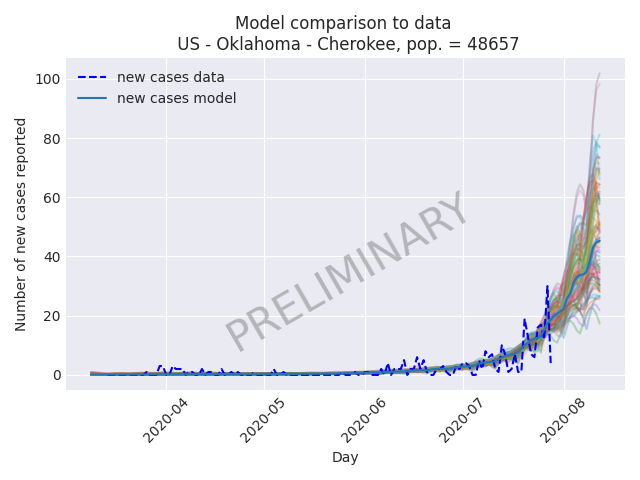 Model comparison to data
US - Oklahoma - Cherokee, pop. = 48657
new cases data
new cases model
Number of new cases reported
100
80
60
40
20
0
PRELIMINARY
2020-04
2020-05
2020-06
2020-07
2020-08
Day